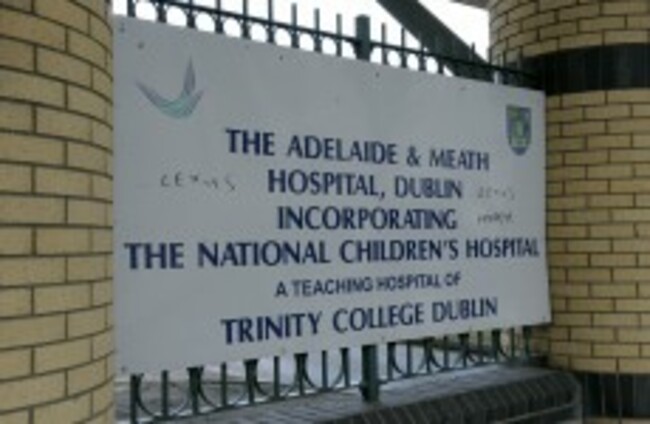 THE ADELAIDE & MEATH
HOSPITAL, DUBLIN
INCORPORATING
THE NATIONAL CHILDREN'S HOSPITAL
A TEACHING HOSPITAL OF
TRINITY COLLEGE DUBLIN